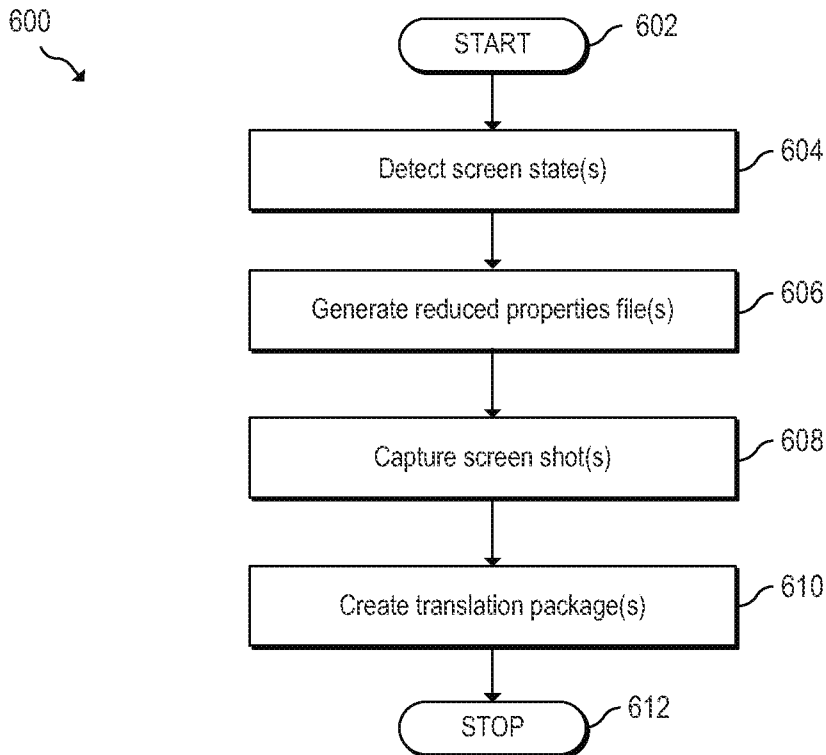 600
START
602
Detect screen state(s)
604
Generate reduced properties file(s)
606
Capture screen shot(s)
608
Create translation package(s)
610
STOP
612